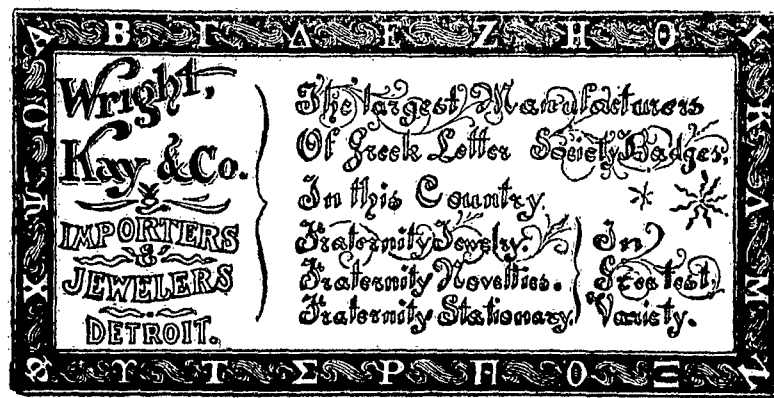 Α Β Γ Δ Ε Ζ Η Θ Ι
Κ Λ Μ Ν
Ξ Ο Π Ρ Σ Τ Υ Φ
Χ Ψ Ω
Wright,
Kay & Co.
IMPORTERS
&
JEWELERS
DETROIT.
The largest Manufacturers
Of Greek Letter Society Badges,
In this Country.
Fraternity Jewelry.
Fraternity Novelties.
Fraternity Stationary.
In
Greatest,
Variety.